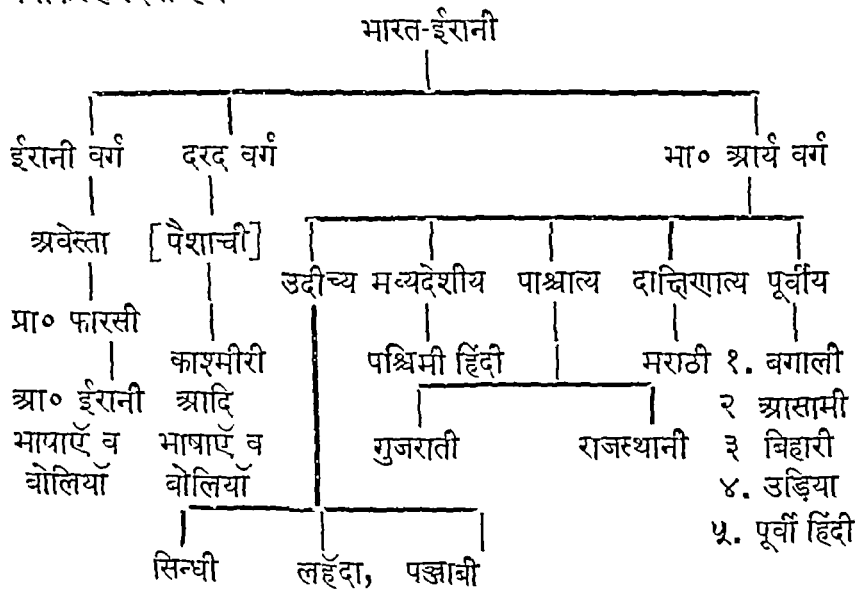 भारत-ईरानी
ईरानी वर्ग दरद वर्ग भा० आर्य वर्ग
अवेस्ता [पैशाची]
उदीच्य मध्यदेशीय पाश्चात्य दाक्षिणात्य पूर्वीय
प्रा० फारसी
काश्मीरी पश्चिमी हिंदी मराठी १. बगाली
आ० ईरानी आदि २ आसामी
भाषाएँ व भाषाएँ व गुजराती राजस्थानी ३ बिहारी
बोलियाँ बोलियाँ ४. उड़िया
५. पूर्वी हिंदी
सिन्धी लहँदा, पञ्जाबी